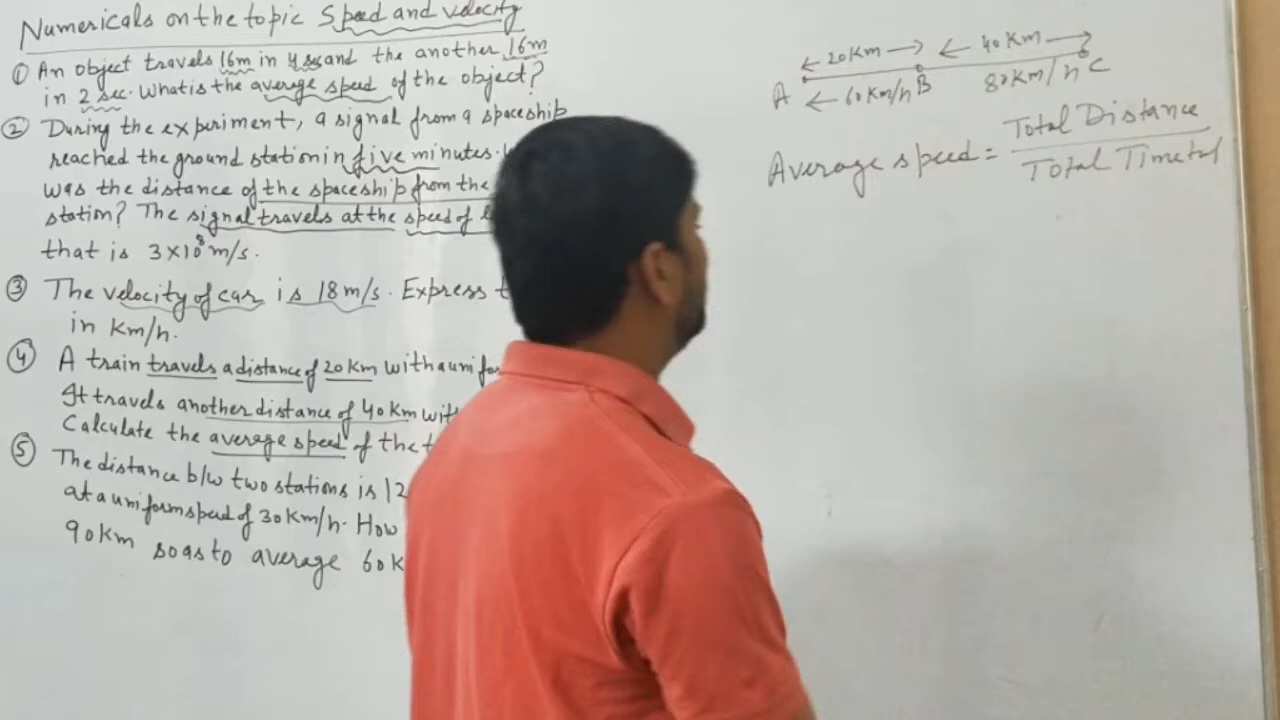 Numericals on the topic Speed and velocity
① An object travels 16m in 4 sec and the another 16m
in 2 sec. What is the average speed of the object?
② During the experiment, a signal from a spaceship
reached the ground station in five minutes.
was the distance of the spaceship from the
station? The signal travels at the speed of
that is 3×10⁸ m/s.
③ The velocity of car is 18 m/s. Express
in Km/h.
④ A train travels a distance of 20 Km with a
It travels another distance of 40 Km
Calculate the average speed of the
⑤ The distance b/w two stations is
at a uniform speed of 30 Km/h. How
90 Km so as to average
20 Km 40 Km
A 60 Km/h B 80 Km/h C
Average speed = Total Distance
Total Time